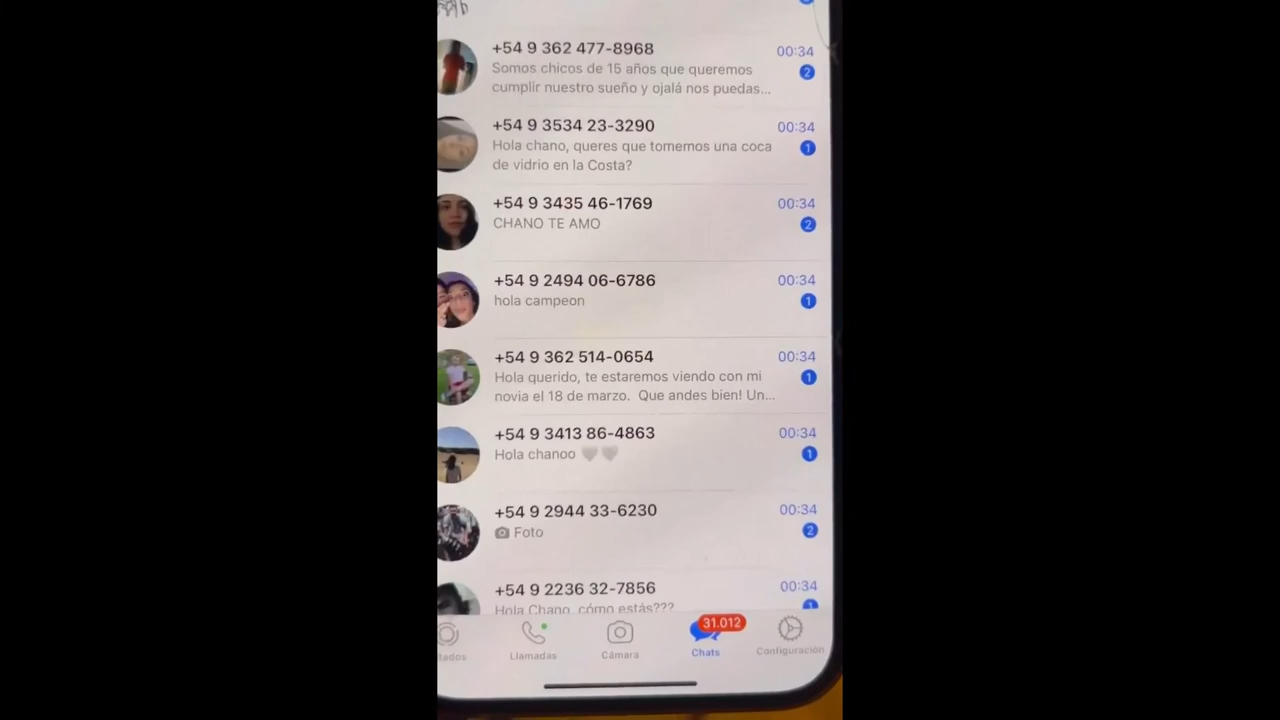 +54 9 362 477-8968
00:34
Somos chicos de 15 años que queremos
2
cumplir nuestro sueño y ojalá nos puedas...
+54 9 3534 23-3290
00:34
Hola chano, queres que tomemos una coca
1
de vidrio en la Costa?
+54 9 3435 46-1769
00:34
CHANO TE AMO
2
+54 9 2494 06-6786
00:34
hola campeon
1
+54 9 362 514-0654
00:34
Hola querido, te estaremos viendo con mi
1
novia el 18 de marzo. Que andes bien! Un...
+54 9 3413 86-4863
00:34
Hola chanoo 🤍🤍
1
+54 9 2944 33-6230
00:34
Foto
2
+54 9 2236 32-7856
00:34
Hola Chano, cómo estás???
1
31.012
Llamadas
Cámara
Chats
Configuración